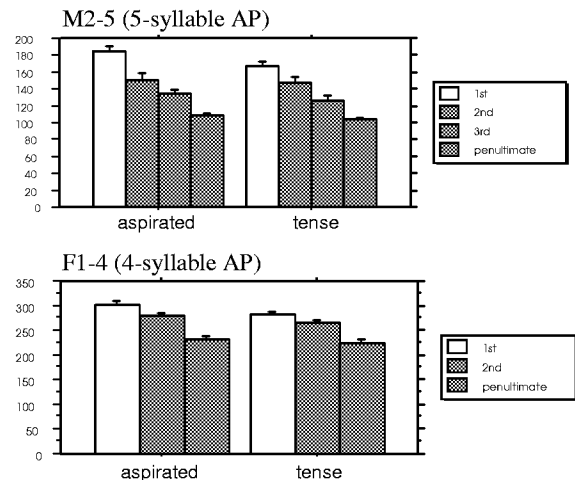 M2-5 (5-syllable AP)
200
180
160
140
120
100
80
60
40
20
0
aspirated
tense
1st
2nd
3rd
penultimate
F1-4 (4-syllable AP)
350
300
250
200
150
100
50
0
aspirated
tense
1st
2nd
penultimate